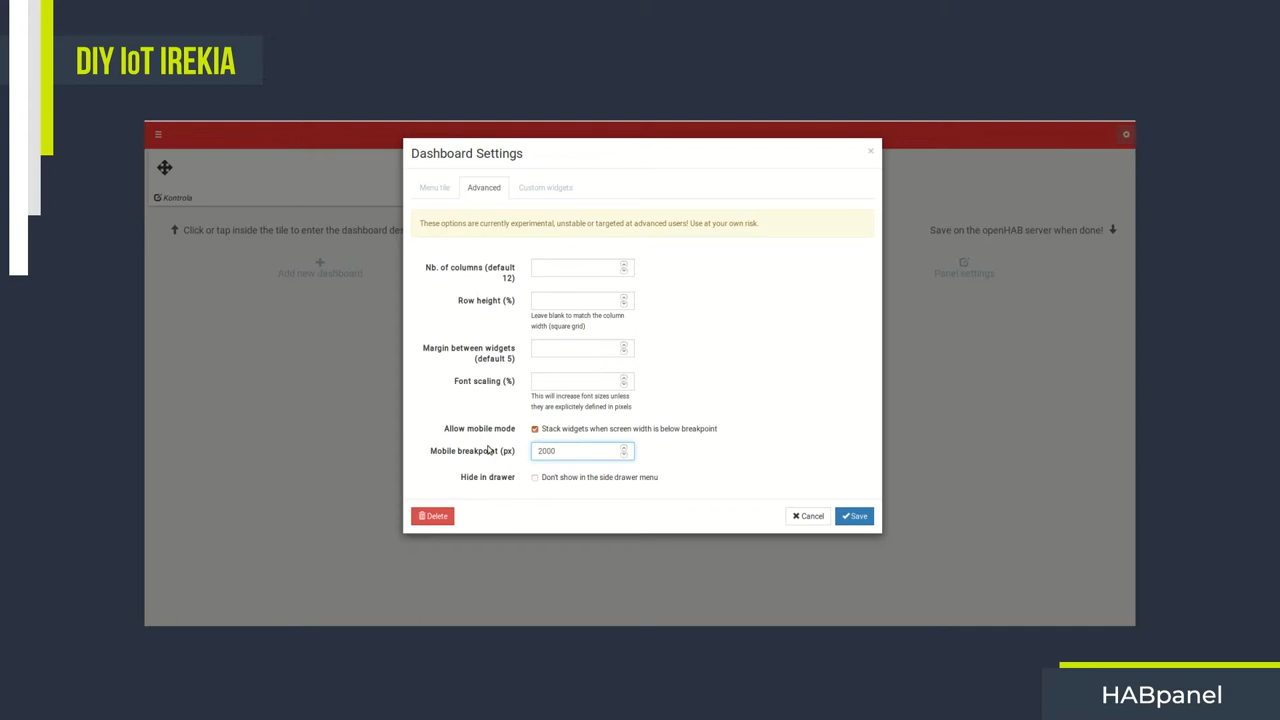 DIY IoT IREKIA
Dashboard Settings
×
Menu tile
Advanced
Custom widgets
Kontrola
These options are currently experimental, unstable or targeted at advanced users! Use at your own risk.
Click or tap inside the tile to enter the dashboard des
Save on the openHAB server when done!
Add new dashboard
Panel settings
Nb. of columns (default
12)
Row height (%)
Leave blank to match the column
width (square grid)
Margin between widgets
(default 5)
Font scaling (%)
This will increase font sizes unless
they are explicitely defined in pixels
Allow mobile mode
Stack widgets when screen width is below breakpoint
Mobile breakpoint (px)
2000
Hide in drawer
Don't show in the side drawer menu
Delete
Cancel
Save
HABpanel